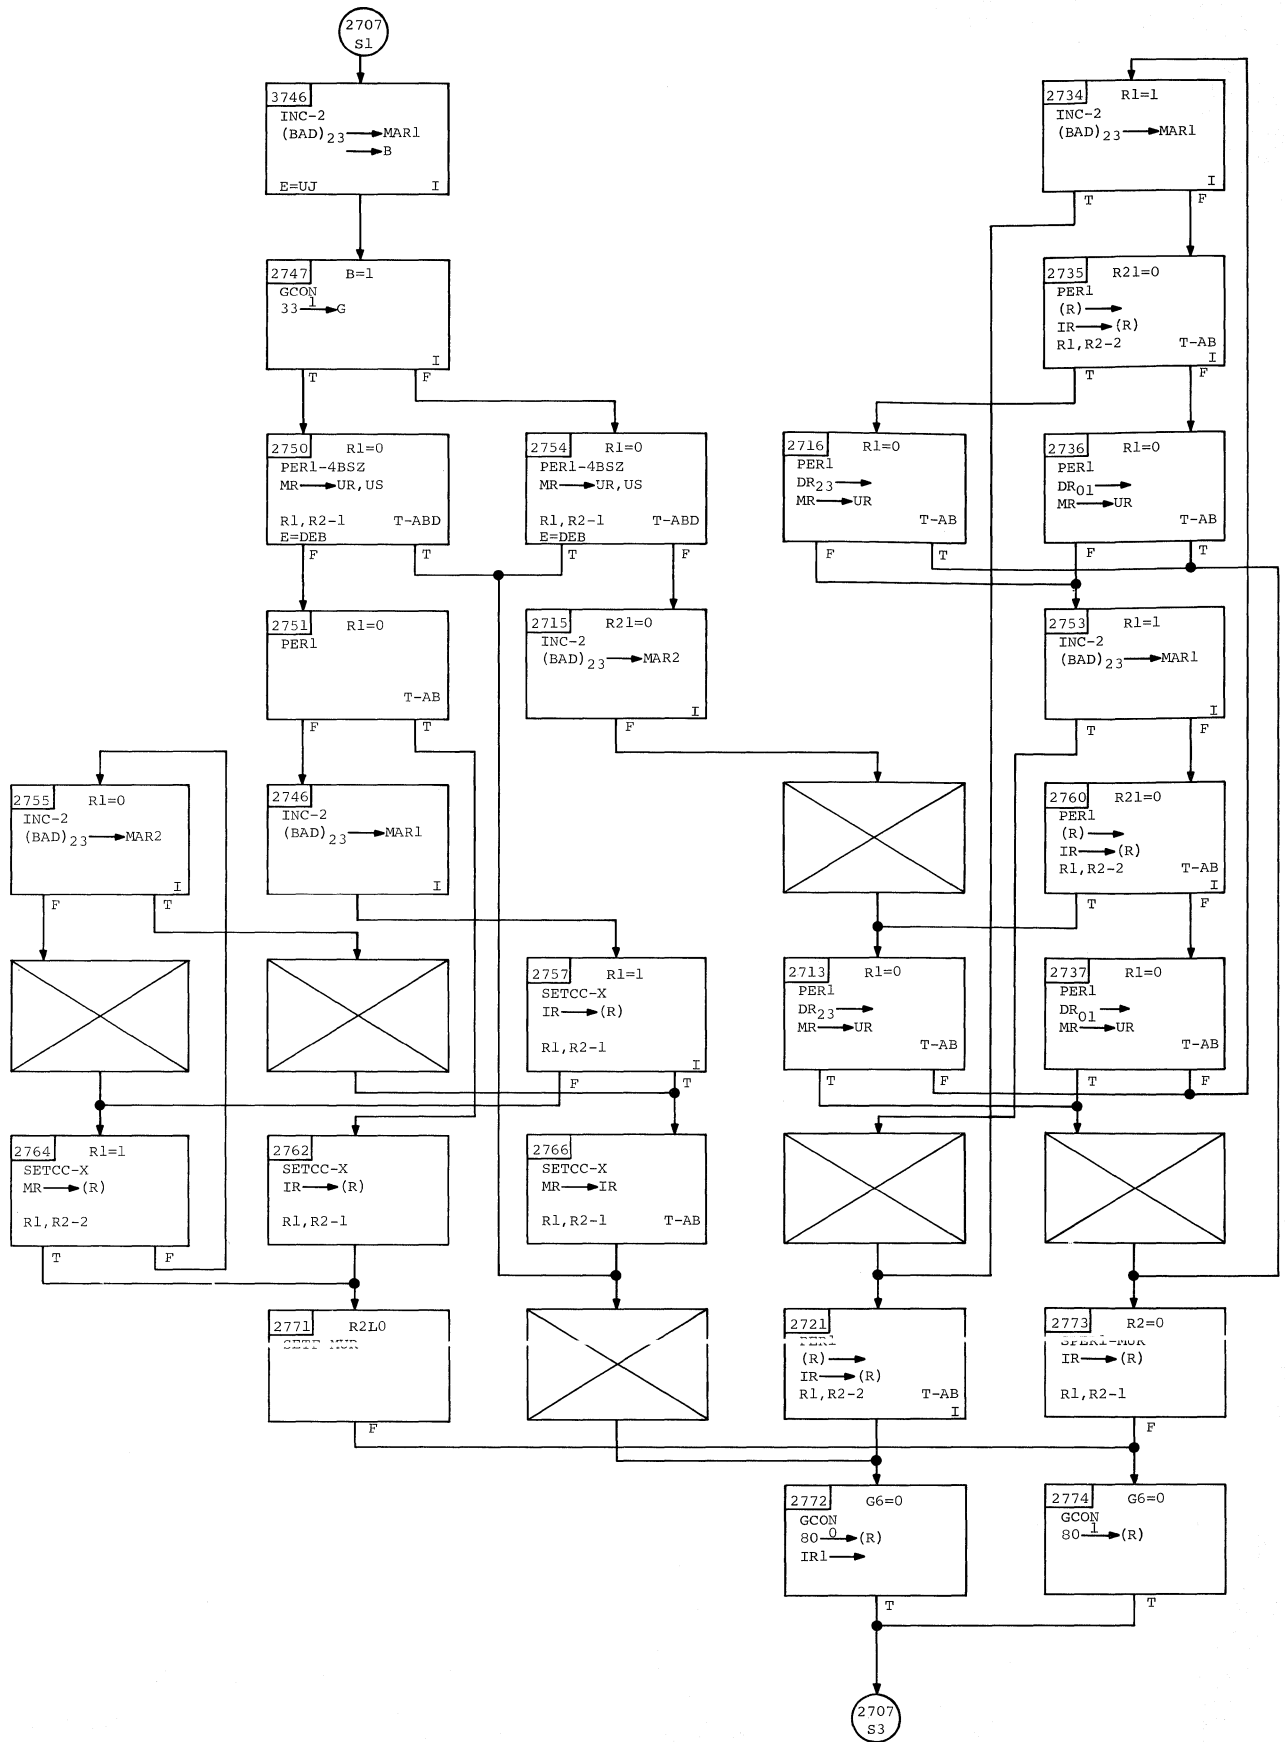 2707
S1
3746
INC-2
(BAD)23 → MAR1
→ B
E=UJ I
2734 R1=1
INC-2
(BAD)23 → MAR1
I
T F
2747 B=1
GCON
33 1→ G
I
T F
2735 R21=0
PER1
(R) →
IR → (R)
R1,R2-2 T-AB
I
T F
2750 R1=0
PER1-4BSZ
MR → UR,US
R1,R2-1 T-ABD
E=DEB
F T
2754 R1=0
PER1-4BSZ
MR → UR,US
R1,R2-1 T-ABD
E=DEB
T F
2716 R1=0
PER1
DR23 →
MR → UR
T-AB
F T
2736 R1=0
PER1
DR01 →
MR → UR
T-AB
F T
2751 R1=0
PER1
T-AB
F T
2715 R21=0
INC-2
(BAD)23 → MAR2
I
F
2753 R1=1
INC-2
(BAD)23 → MAR1
I
T F
2755 R1=0
INC-2
(BAD)23 → MAR2
I
F T
2746
INC-2
(BAD)23 → MAR1
I
2760 R21=0
PER1
(R) →
IR → (R)
R1,R2-2 T-AB
I
T F
2757 R1=1
SETCC-X
IR → (R)
R1,R2-1
I
F T
2713 R1=0
PER1
DR23 →
MR → UR
T-AB
T F
2737 R1=0
PER1
DR01 →
MR → UR
T-AB
T F
2764 R1=1
SETCC-X
MR → (R)
R1,R2-2
T F
2762
SETCC-X
IR → (R)
R1,R2-1
2766
SETCC-X
MR → IR
R1,R2-1 T-AB
2771 R2L0
F
2721
(R) →
IR → (R)
R1,R2-2 T-AB
I
2773 R2=0
IR → (R)
R1,R2-1
F
2772 G6=0
GCON
80 0→ (R)
IR1 →
T
2774 G6=0
GCON
80 1→ (R)
T
2707
S3